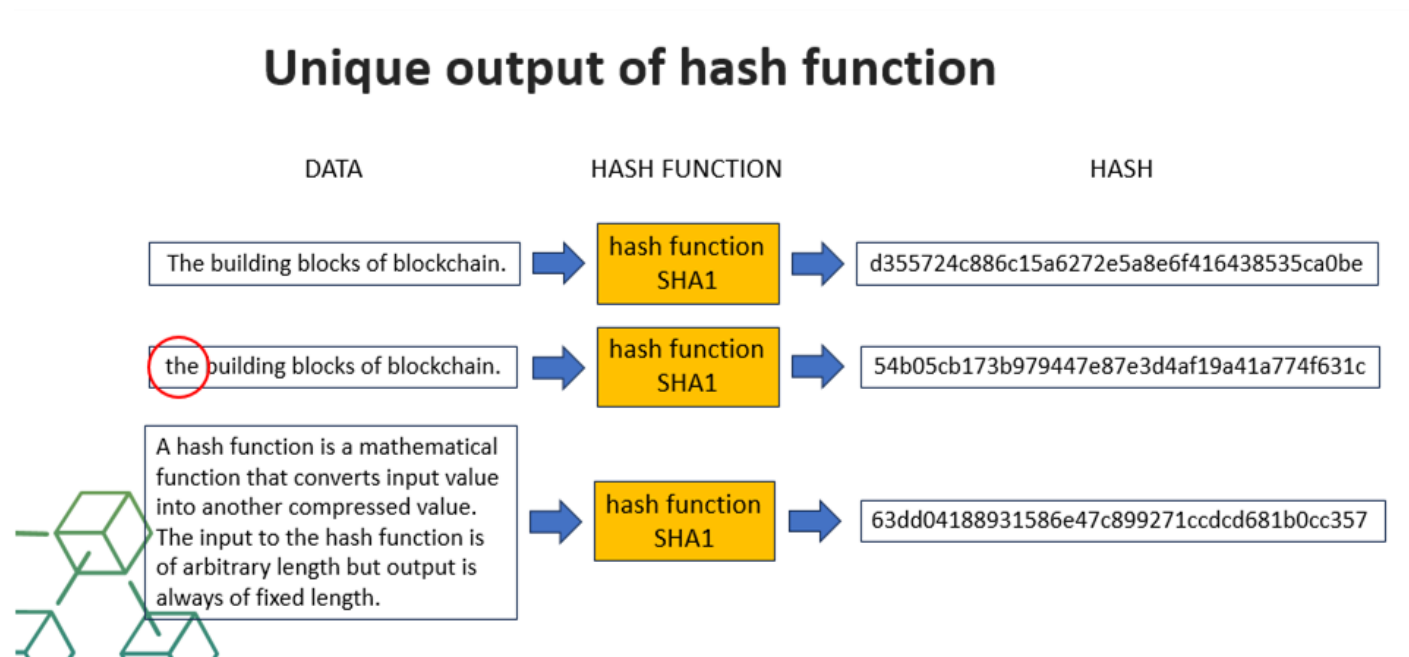 Unique output of hash function
DATA
HASH FUNCTION
HASH
The building blocks of blockchain.
hash function
SHA1
d355724c886c15a6272e5a8e6f416438535ca0be
the building blocks of blockchain.
hash function
SHA1
54b05cb173b979447e87e3d4af19a41a774f631c
A hash function is a mathematical
function that converts input value
into another compressed value.
The input to the hash function is
of arbitrary length but output is
always of fixed length.
hash function
SHA1
63dd04188931586e47c899271ccdcd681b0cc357